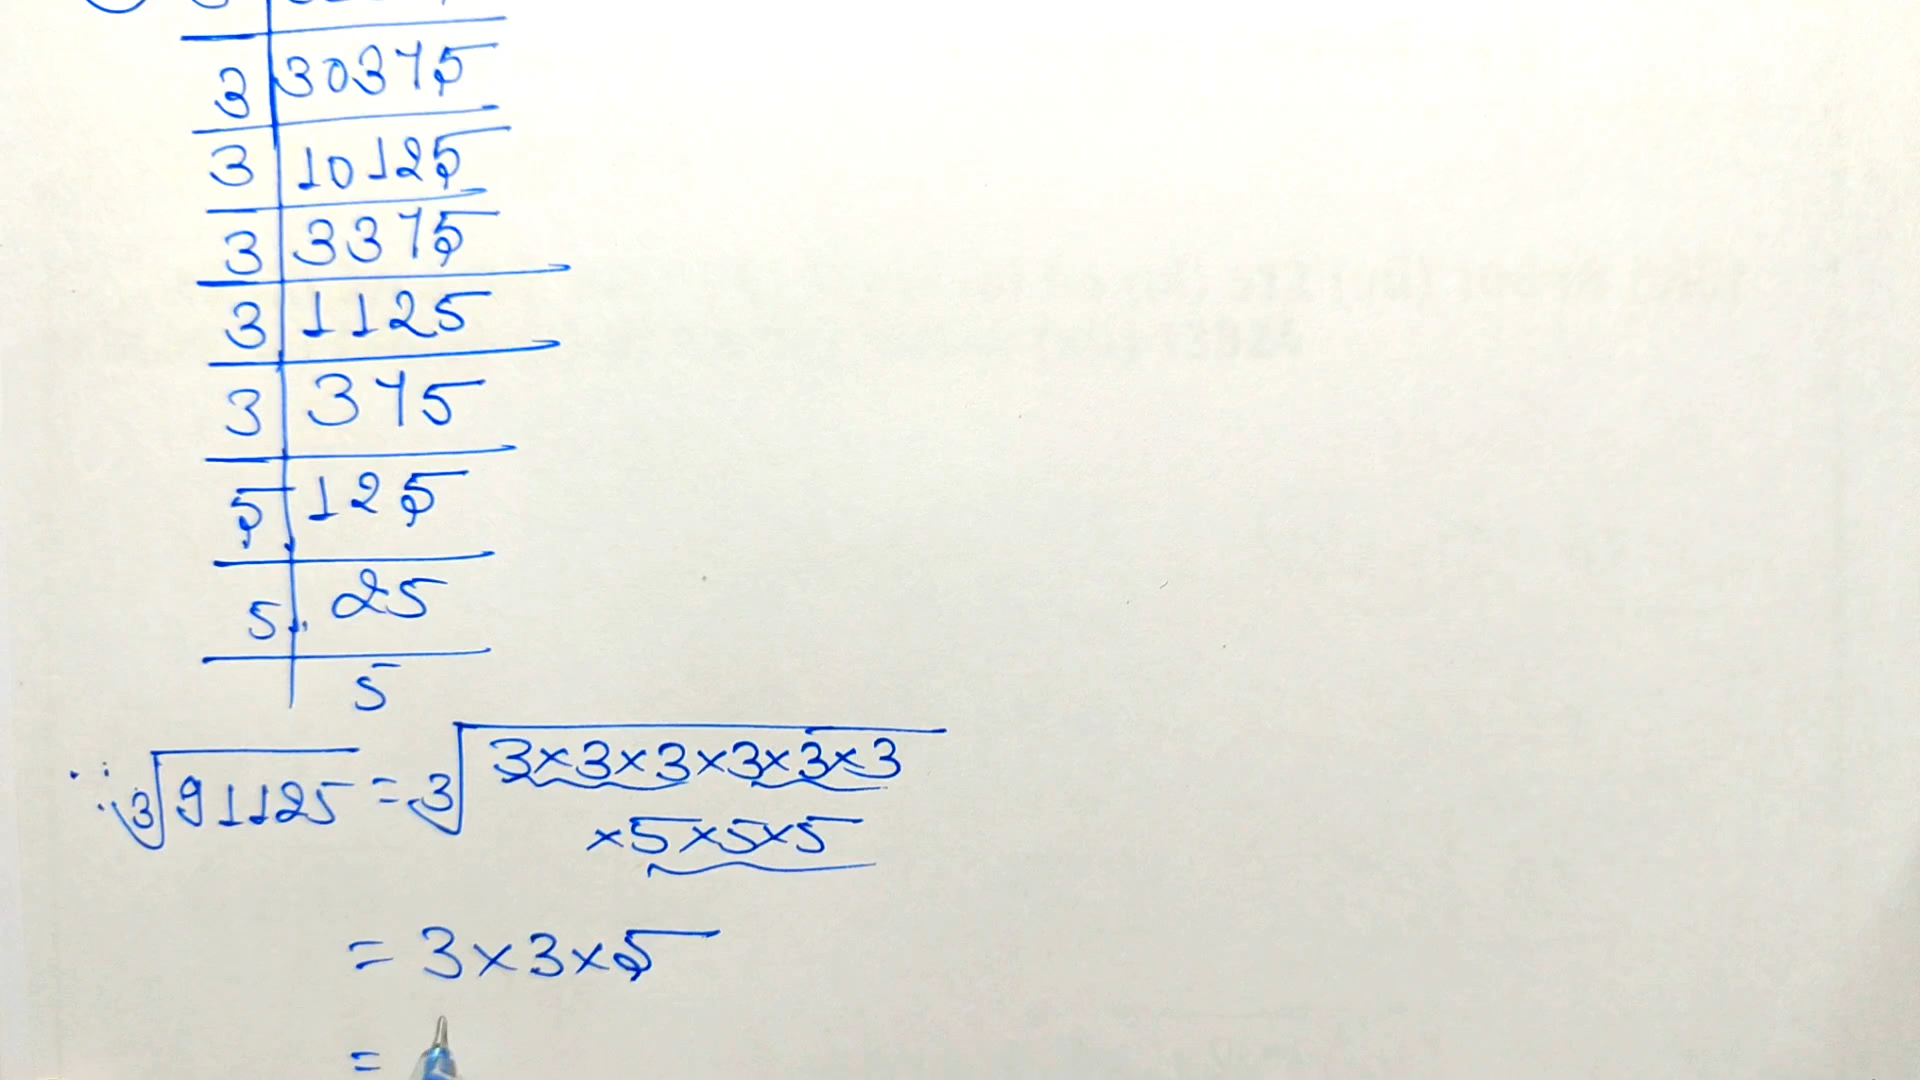 3 | 30375
3 | 10125
3 | 3375
3 | 1125
3 | 375
5 | 125
5 | 25
5
∴ ∛91125 = ∛3×3×3×3×3×3
×5×5×5
= 3×3×5
=